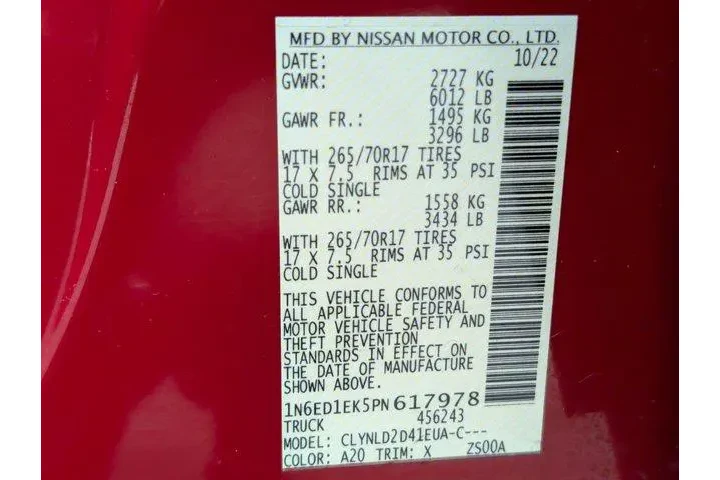 MFD BY NISSAN MOTOR CO., LTD.
DATE: 10/22
GVWR: 2727 KG
6012 LB
GAWR FR.: 1495 KG
3296 LB
WITH 265/70R17 TIRES
17 X 7.5 RIMS AT 35 PSI
COLD SINGLE
GAWR RR.: 1558 KG
3434 LB
WITH 265/70R17 TIRES
17 X 7.5 RIMS AT 35 PSI
COLD SINGLE
THIS VEHICLE CONFORMS TO
ALL APPLICABLE FEDERAL
MOTOR VEHICLE SAFETY AND
THEFT PREVENTION
STANDARDS IN EFFECT ON
THE DATE OF MANUFACTURE
SHOWN ABOVE.
1N6ED1EK5PN617978
TRUCK 456243
MODEL: CLYNLD2D41EUA-C---
COLOR: A20 TRIM: X ZS00A